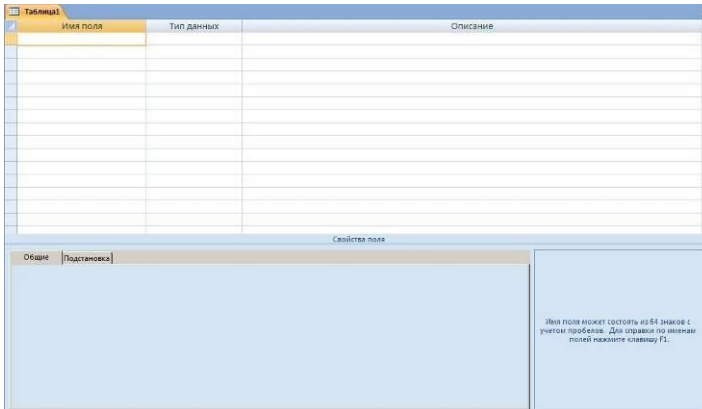 Таблица1
Имя поля Тип данных Описание
Свойства поля
Общие Подстановка
Имя поля может состоять из 64 знаков с
учетом пробелов. Для справки по именам
полей нажмите клавишу F1.